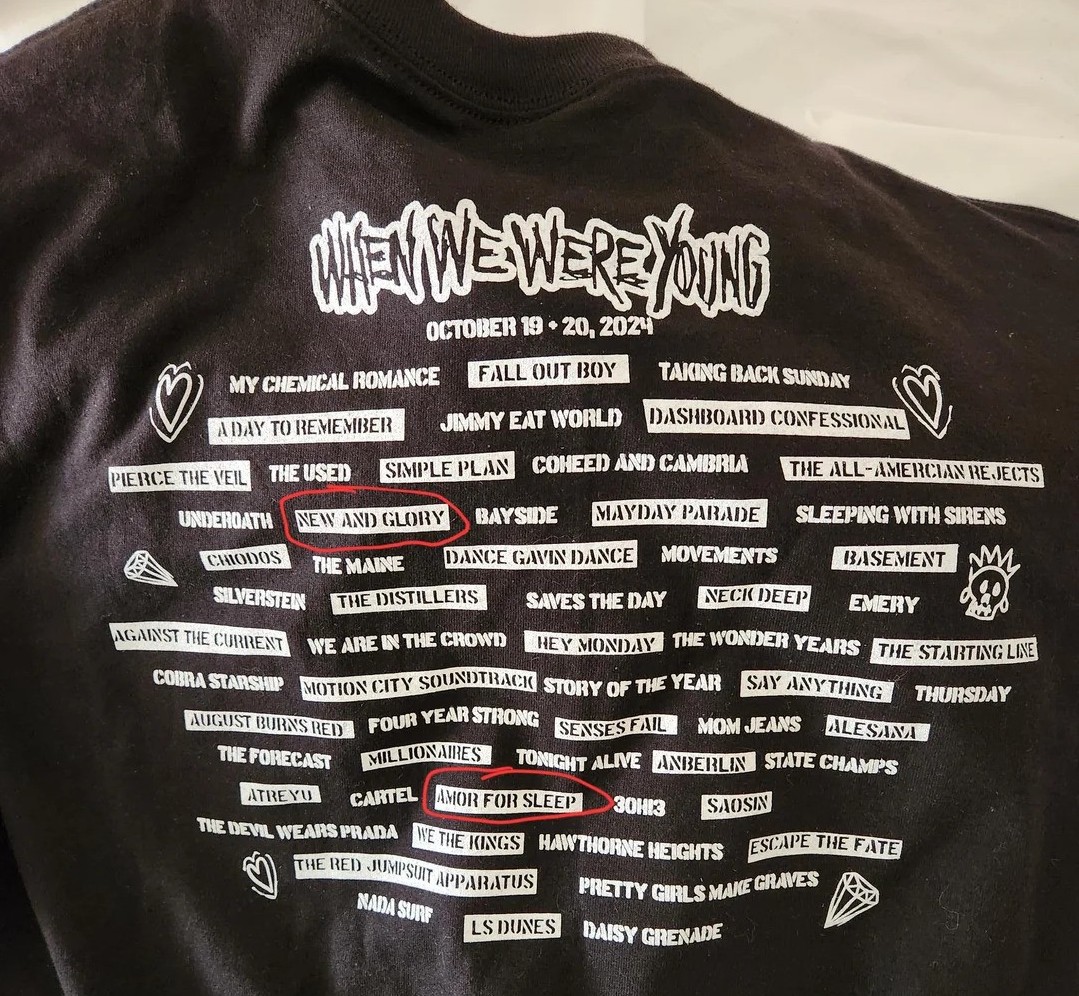 WHEN WE WERE YOUNG
OCTOBER 19 + 20, 2024
MY CHEMICAL ROMANCE FALL OUT BOY TAKING BACK SUNDAY
A DAY TO REMEMBER JIMMY EAT WORLD DASHBOARD CONFESSIONAL
PIERCE THE VEIL THE USED SIMPLE PLAN COHEED AND CAMBRIA THE ALL-AMERCIAN REJECTS
UNDEROATH NEW AND GLORY BAYSIDE MAYDAY PARADE SLEEPING WITH SIRENS
CHIODOS THE MAINE DANCE GAVIN DANCE MOVEMENTS BASEMENT
SILVERSTEIN THE DISTILLERS SAVES THE DAY NECK DEEP EMERY
AGAINST THE CURRENT WE ARE IN THE CROWD HEY MONDAY THE WONDER YEARS THE STARTING LINE
COBRA STARSHIP MOTION CITY SOUNDTRACK STORY OF THE YEAR SAY ANYTHING THURSDAY
AUGUST BURNS RED FOUR YEAR STRONG SENSES FAIL MOM JEANS ALESANA
THE FORECAST MILLIONAIRES TONIGHT ALIVE ANBERLIN STATE CHAMPS
ATREYU CARTEL AMOR FOR SLEEP 3OH!3 SAOSIN
THE DEVIL WEARS PRADA WE THE KINGS HAWTHORNE HEIGHTS ESCAPE THE FATE
THE RED JUMPSUIT APPARATUS PRETTY GIRLS MAKE GRAVES
NADA SURF LS DUNES DAISY GRENADE